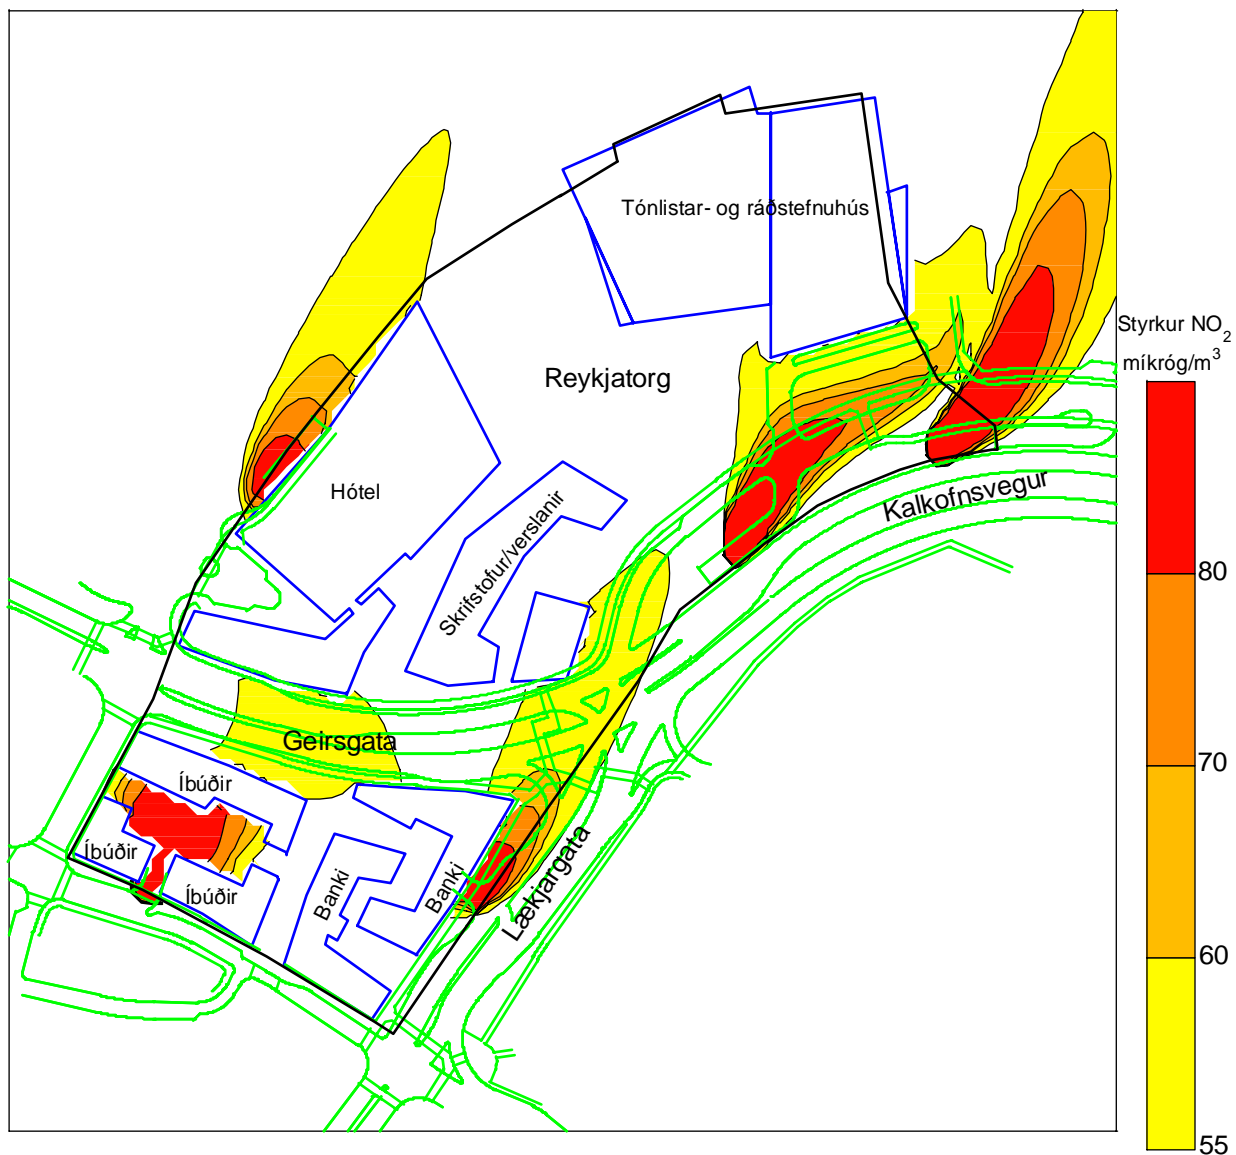 Tónlistar- og ráðstefnuhús
Styrkur NO2
míkróg/m3
Reykjatorg
Hótel
Skrifstofur/verslanir
Kalkofnsvegur
80
Geirsgata
70
Íbúðir
Íbúðir
Íbúðir
Banki
Banki
Lækjargata
60
55